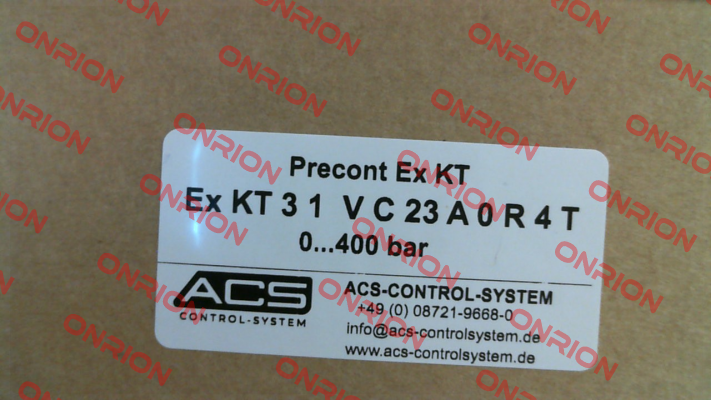 Precont Ex KT
Ex KT 3 1 V C 23 A 0 R 4 T
0...400 bar
ACS
CONTROL-SYSTEM
ACS-CONTROL-SYSTEM
+49 (0) 08721-9668-0
info@acs-controlsystem.de
www.acs-controlsystem.de
ONRION